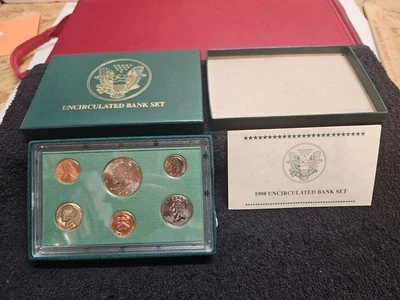 UNCIRCULATED BANK SET
1998 UNCIRCULATED BANK SET